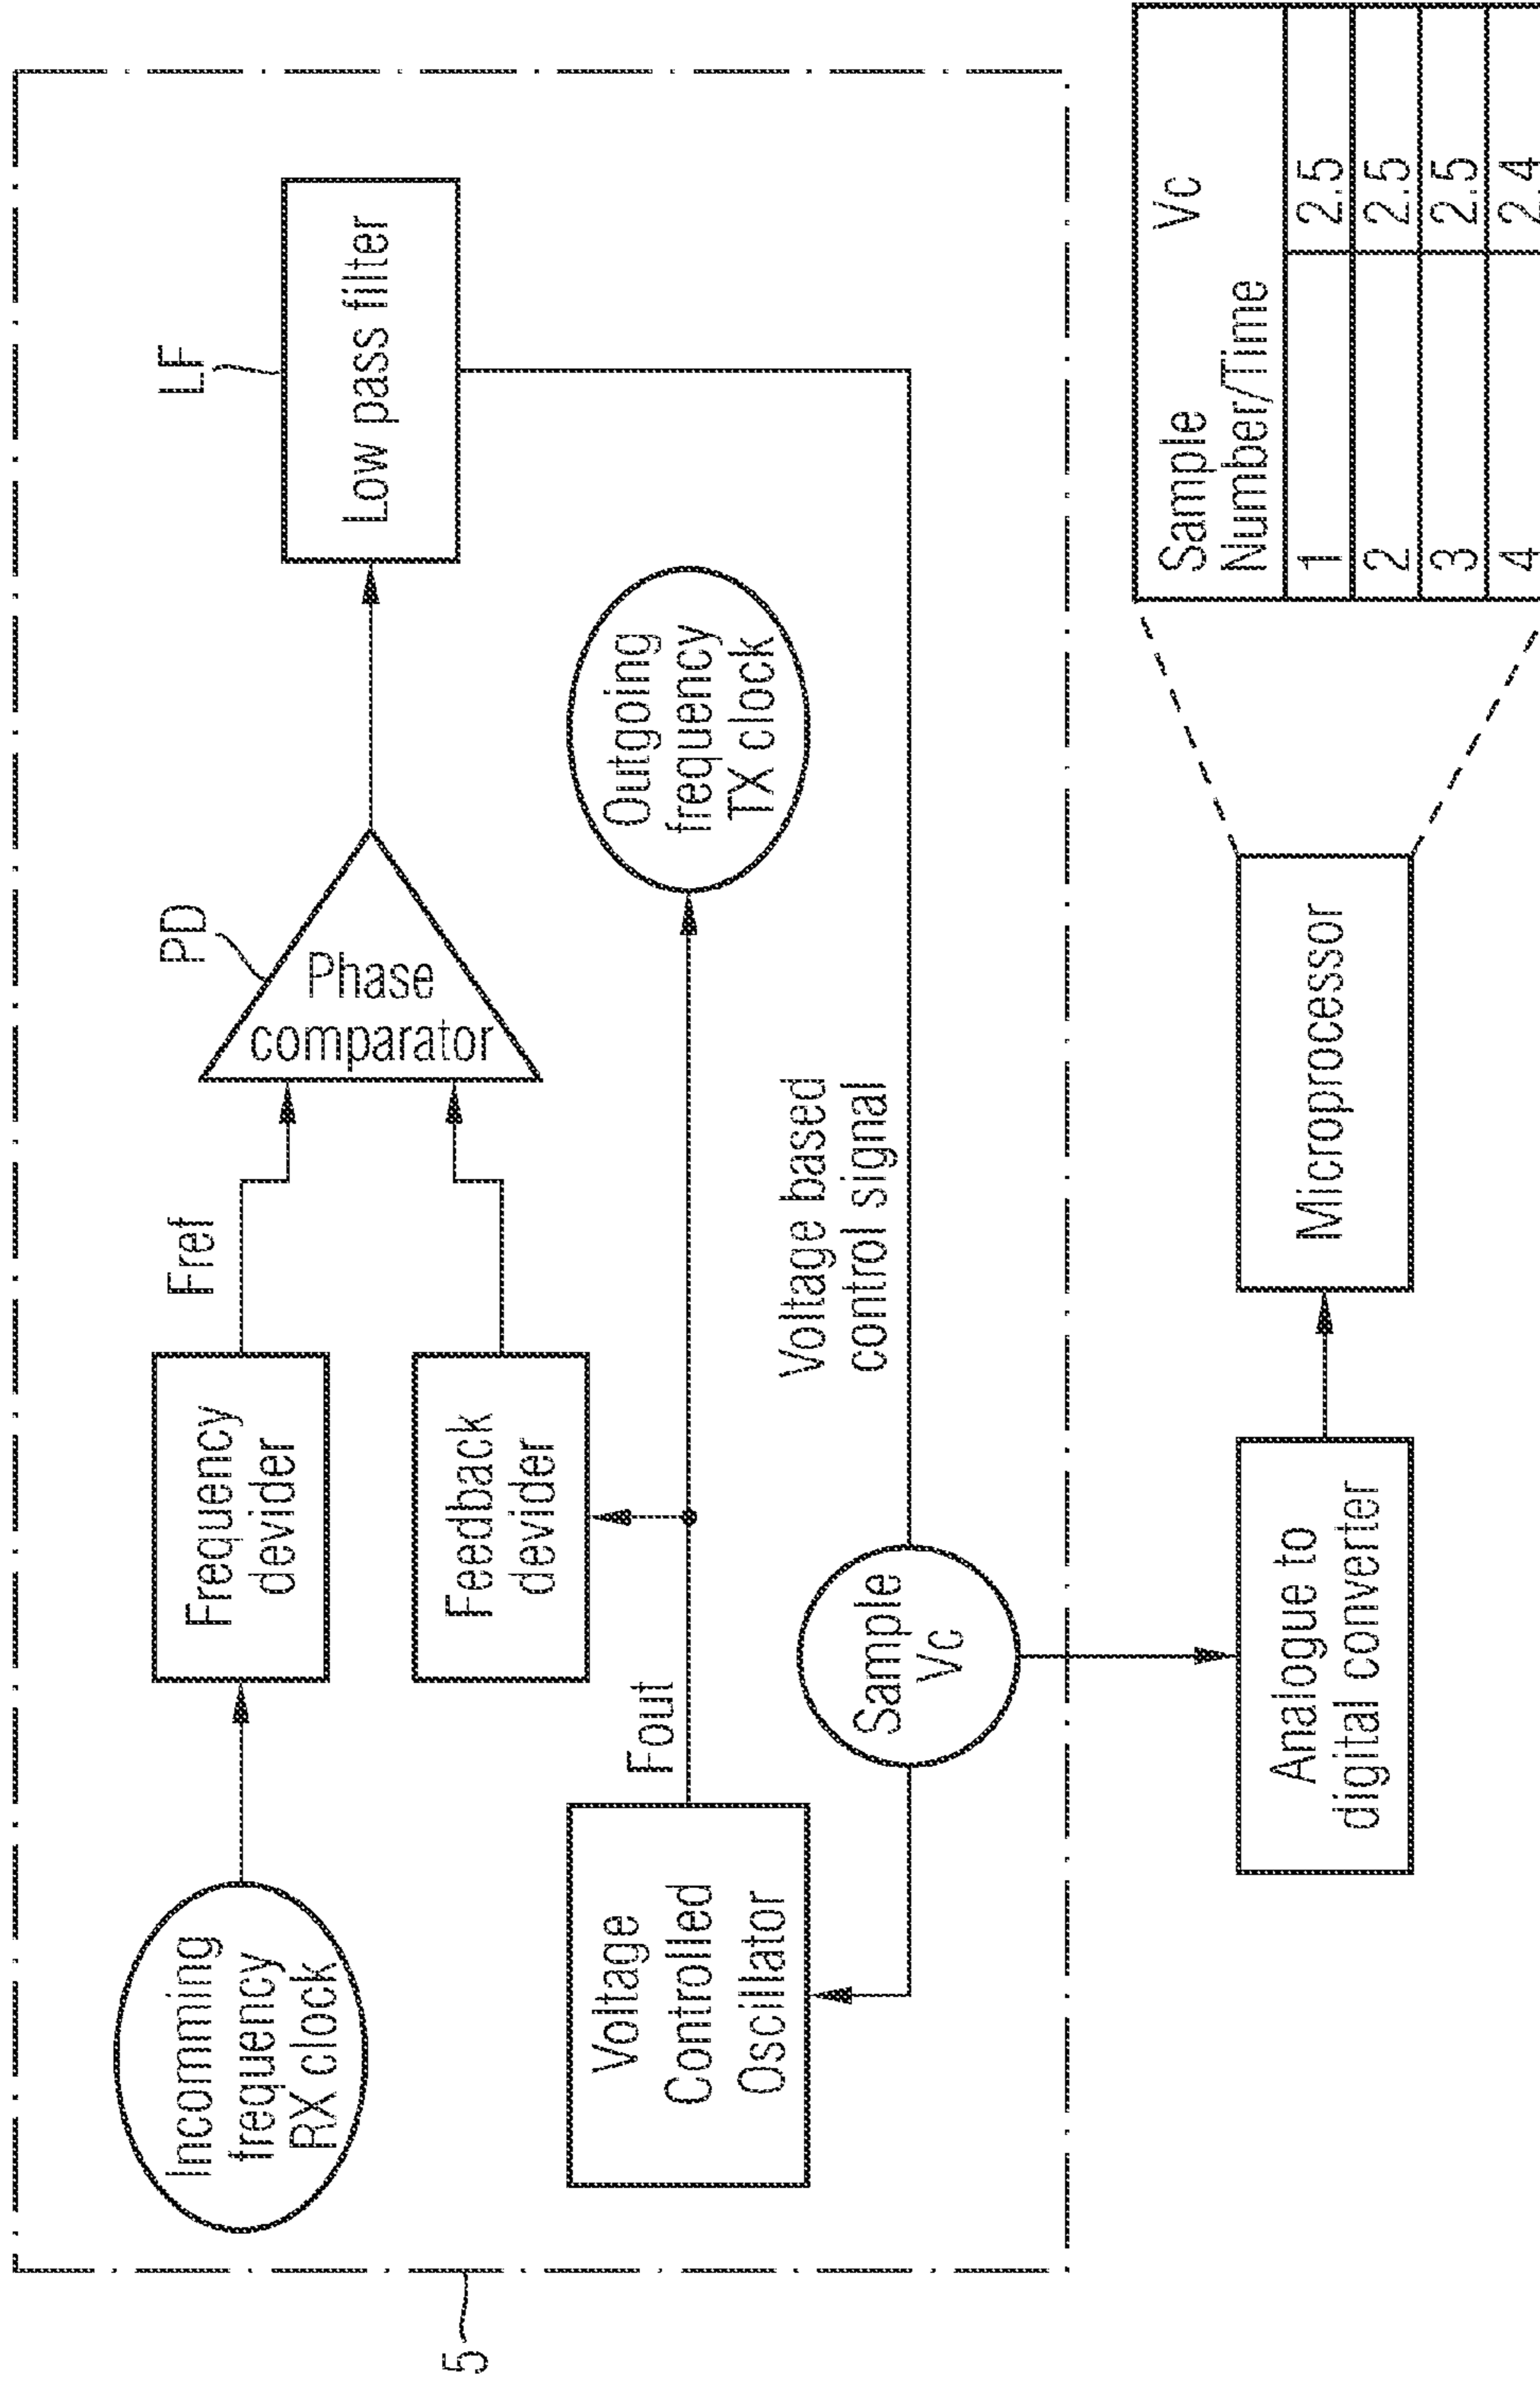 5
Incomming
frequency
RX clock
Frequency
devider
Fref
PD
Phase
comparator
LF
Low pass filter
Feedback
devider
Voltage
Controlled
Oscillator
Fout
Outgoing
frequency
TX clock
Sample
Vc
Voltage based
control signal
Analogue to
digital converter
Microprocessor
Sample Vc
Number/Time
1 2.5
2 2.5
3 2.5
4 2.4